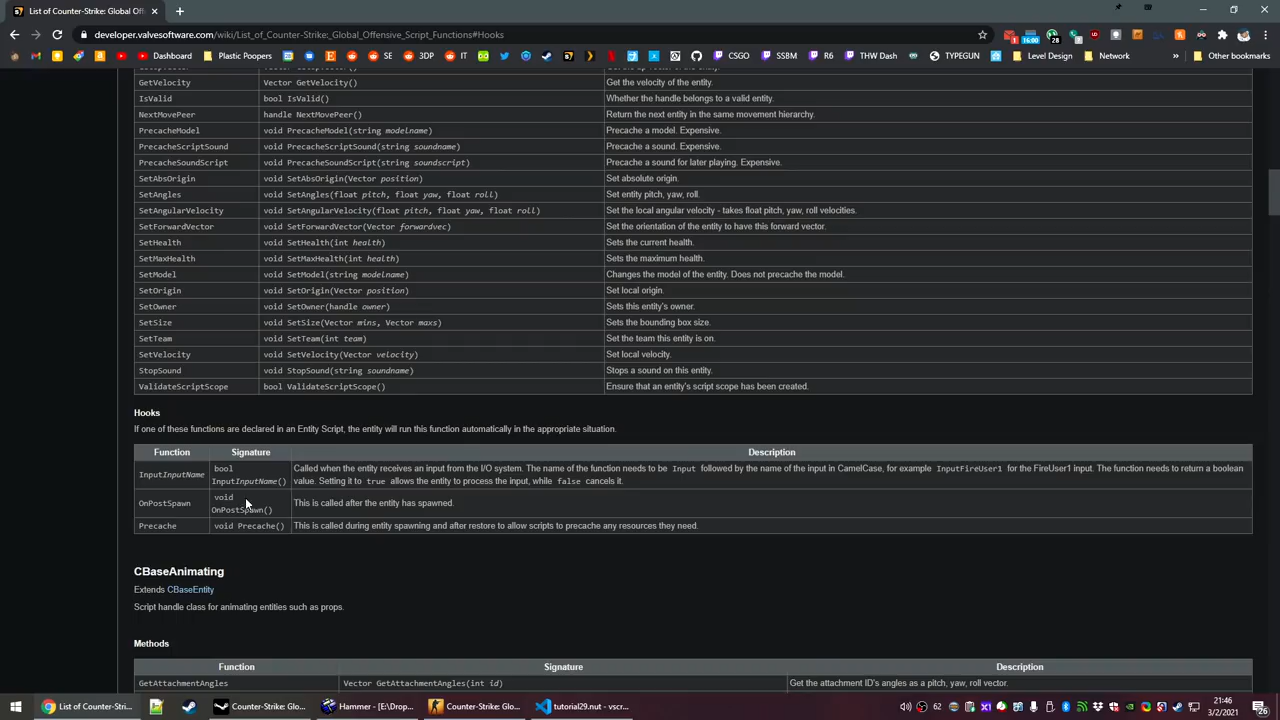 List of Counter-Strike: Global Off
developer.valvesoftware.com/wiki/List_of_Counter-Strike:_Global_Offensive_Script_Functions#Hooks
Dashboard Plastic Poopers SE 3DP IT CSGO SSBM R6 THW Dash TYPEGUN » Level Design Network Other bookmarks
GetVelocity Vector GetVelocity() Get the velocity of the entity.
IsValid bool IsValid() Whether the handle belongs to a valid entity.
NextMovePeer handle NextMovePeer() Return the next entity in the same movement hierarchy.
PrecacheModel void PrecacheModel(string modelname) Precache a model. Expensive.
PrecacheScriptSound void PrecacheScriptSound(string soundname) Precache a sound. Expensive.
PrecacheSoundScript void PrecacheSoundScript(string soundscript) Precache a sound for later playing. Expensive.
SetAbsOrigin void SetAbsOrigin(Vector position) Set absolute origin.
SetAngles void SetAngles(float pitch, float yaw, float roll) Set entity pitch, yaw, roll.
SetAngularVelocity void SetAngularVelocity(float pitch, float yaw, float roll) Set the local angular velocity - takes float pitch, yaw, roll velocities.
SetForwardVector void SetForwardVector(Vector forwardvec) Set the orientation of the entity to have this forward vector.
SetHealth void SetHealth(int health) Sets the current health.
SetMaxHealth void SetMaxHealth(int health) Sets the maximum health.
SetModel void SetModel(string modelname) Changes the model of the entity. Does not precache the model.
SetOrigin void SetOrigin(Vector position) Set local origin.
SetOwner void SetOwner(handle owner) Sets this entity's owner.
SetSize void SetSize(Vector mins, Vector maxs) Sets the bounding box size.
SetTeam void SetTeam(int team) Set the team this entity is on.
SetVelocity void SetVelocity(Vector velocity) Set local velocity.
StopSound void StopSound(string soundname) Stops a sound on this entity.
ValidateScriptScope bool ValidateScriptScope() Ensure that an entity's script scope has been created.
Hooks
If one of these functions are declared in an Entity Script, the entity will run this function automatically in the appropriate situation.
Function Signature Description
InputInputName bool InputInputName() Called when the entity receives an input from the I/O system. The name of the function needs to be Input followed by the name of the input in CamelCase, for example InputFireUser1 for the FireUser1 input. The function needs to return a boolean
value. Setting it to true allows the entity to process the input, while false cancels it.
OnPostSpawn void OnPostSpawn() This is called after the entity has spawned.
Precache void Precache() This is called during entity spawning and after restore to allow scripts to precache any resources they need.
CBaseAnimating
Extends CBaseEntity
Script handle class for animating entities such as props.
Methods
Function Signature Description
GetAttachmentAngles Vector GetAttachmentAngles(int id) Get the attachment ID's angles as a pitch, yaw, roll vector.
List of Counter-Stri... Counter-Strike: Glo... Hammer - [E:\Drop... Counter-Strike: Glo... tutorial29.nut - vscr...
62
21:46
3/2/2021
26